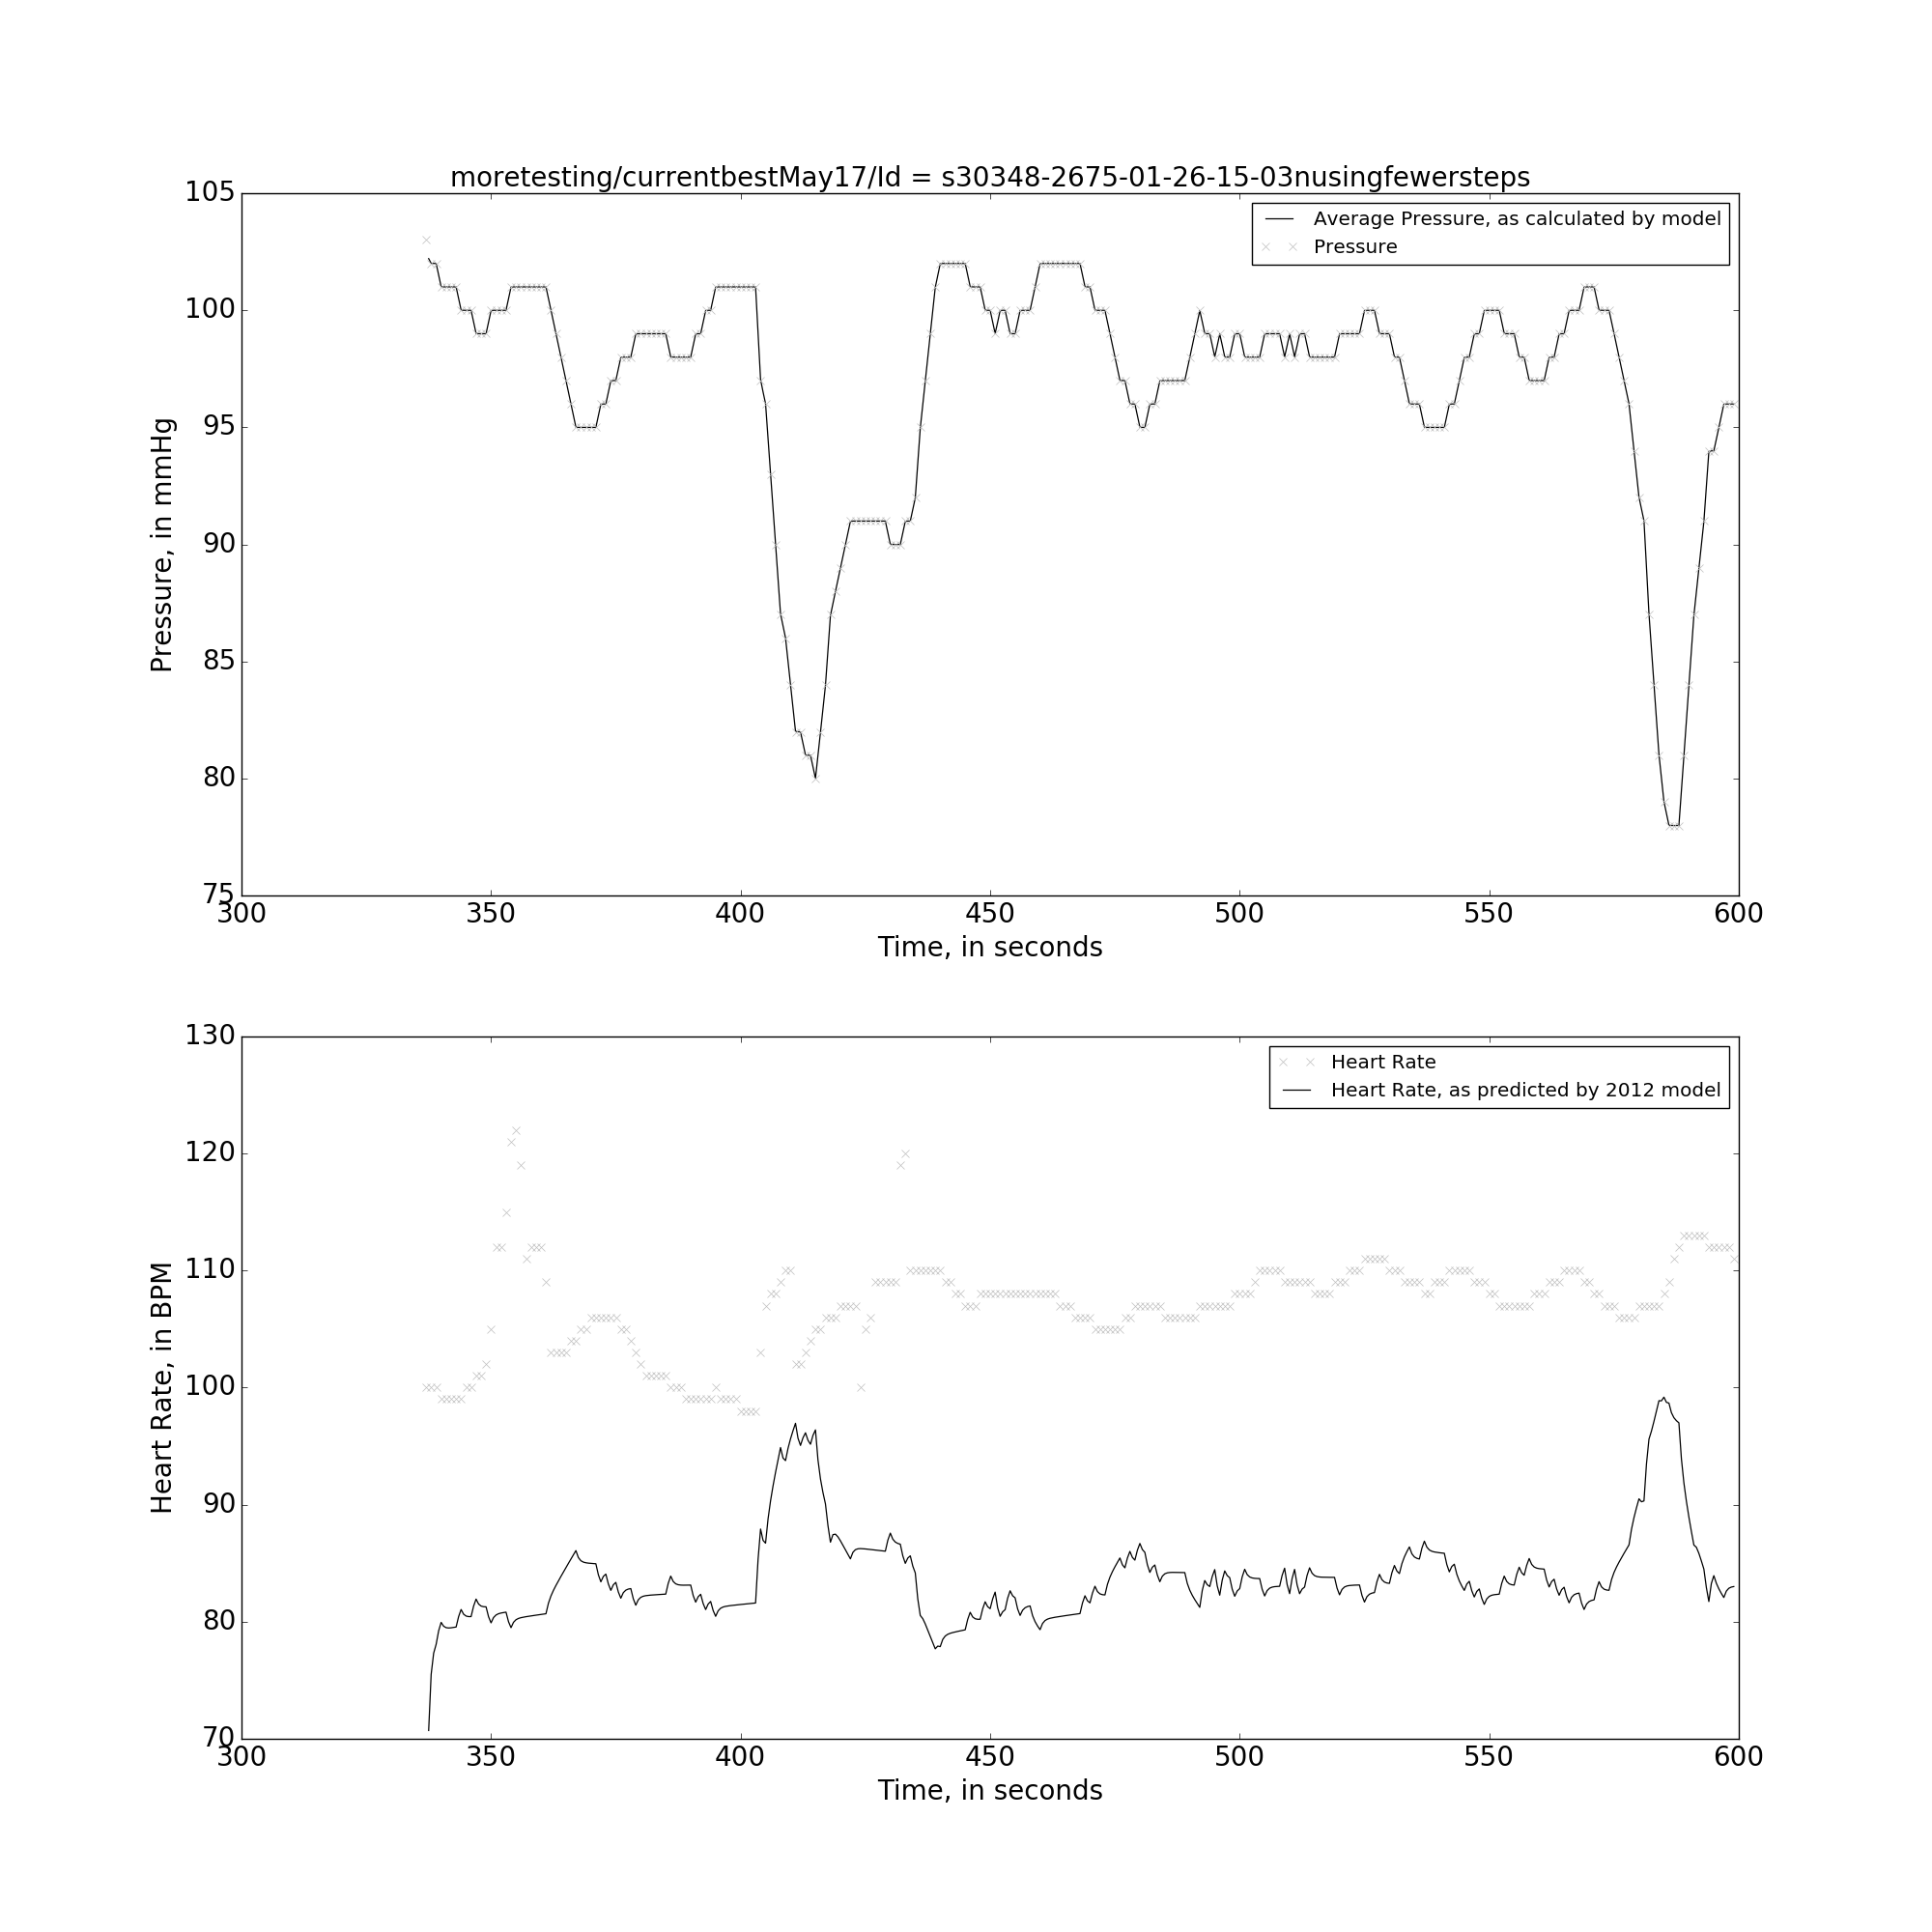 moretesting/currentbestMay17/Id = s30348-2675-01-26-15-03nusingfewersteps
105
100
95
90
85
80
75
Pressure, in mmHg
Average Pressure, as calculated by model
Pressure
300 350 400 450 500 550 600
Time, in seconds
130
120
110
100
90
80
70
Heart Rate, in BPM
Heart Rate
Heart Rate, as predicted by 2012 model
300 350 400 450 500 550 600
Time, in seconds